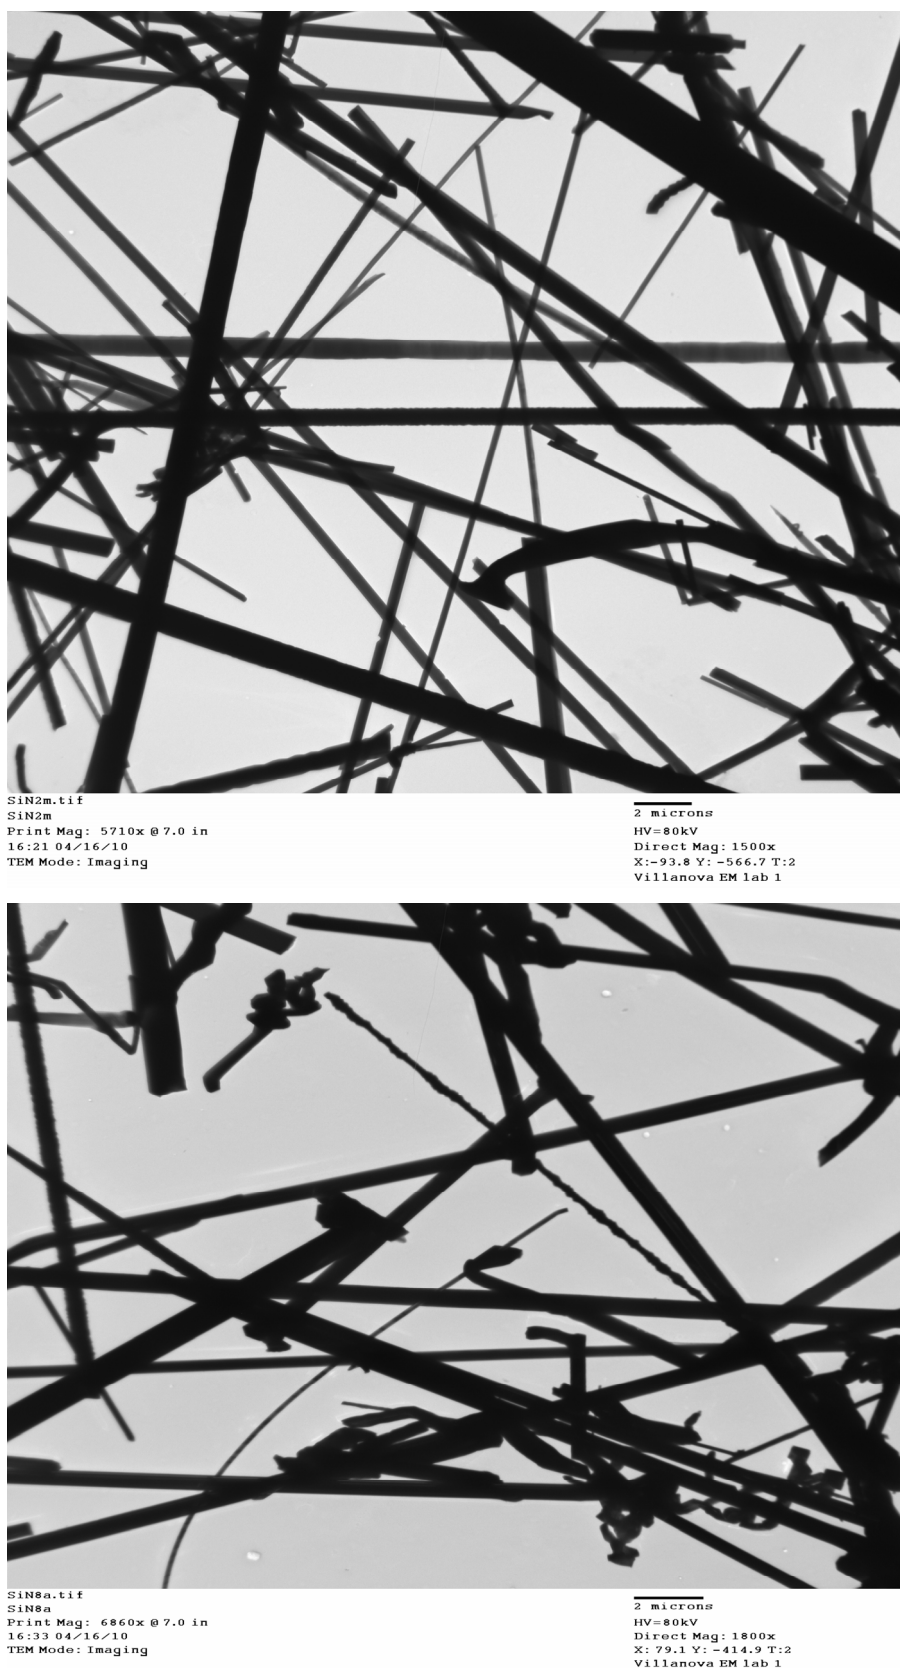 SiN2m.tif
SiN2m
Print Mag: 5710x @ 7.0 in
16:21 04/16/10
TEM Mode: Imaging
2 microns
HV=80kV
Direct Mag: 1500x
X:-93.8 Y: -566.7 T:2
Villanova EM lab 1
SiN8a.tif
SiN8a
Print Mag: 6860x @ 7.0 in
16:33 04/16/10
TEM Mode: Imaging
2 microns
HV=80kV
Direct Mag: 1800x
X: 79.1 Y: -414.9 T:2
Villanova EM lab 1